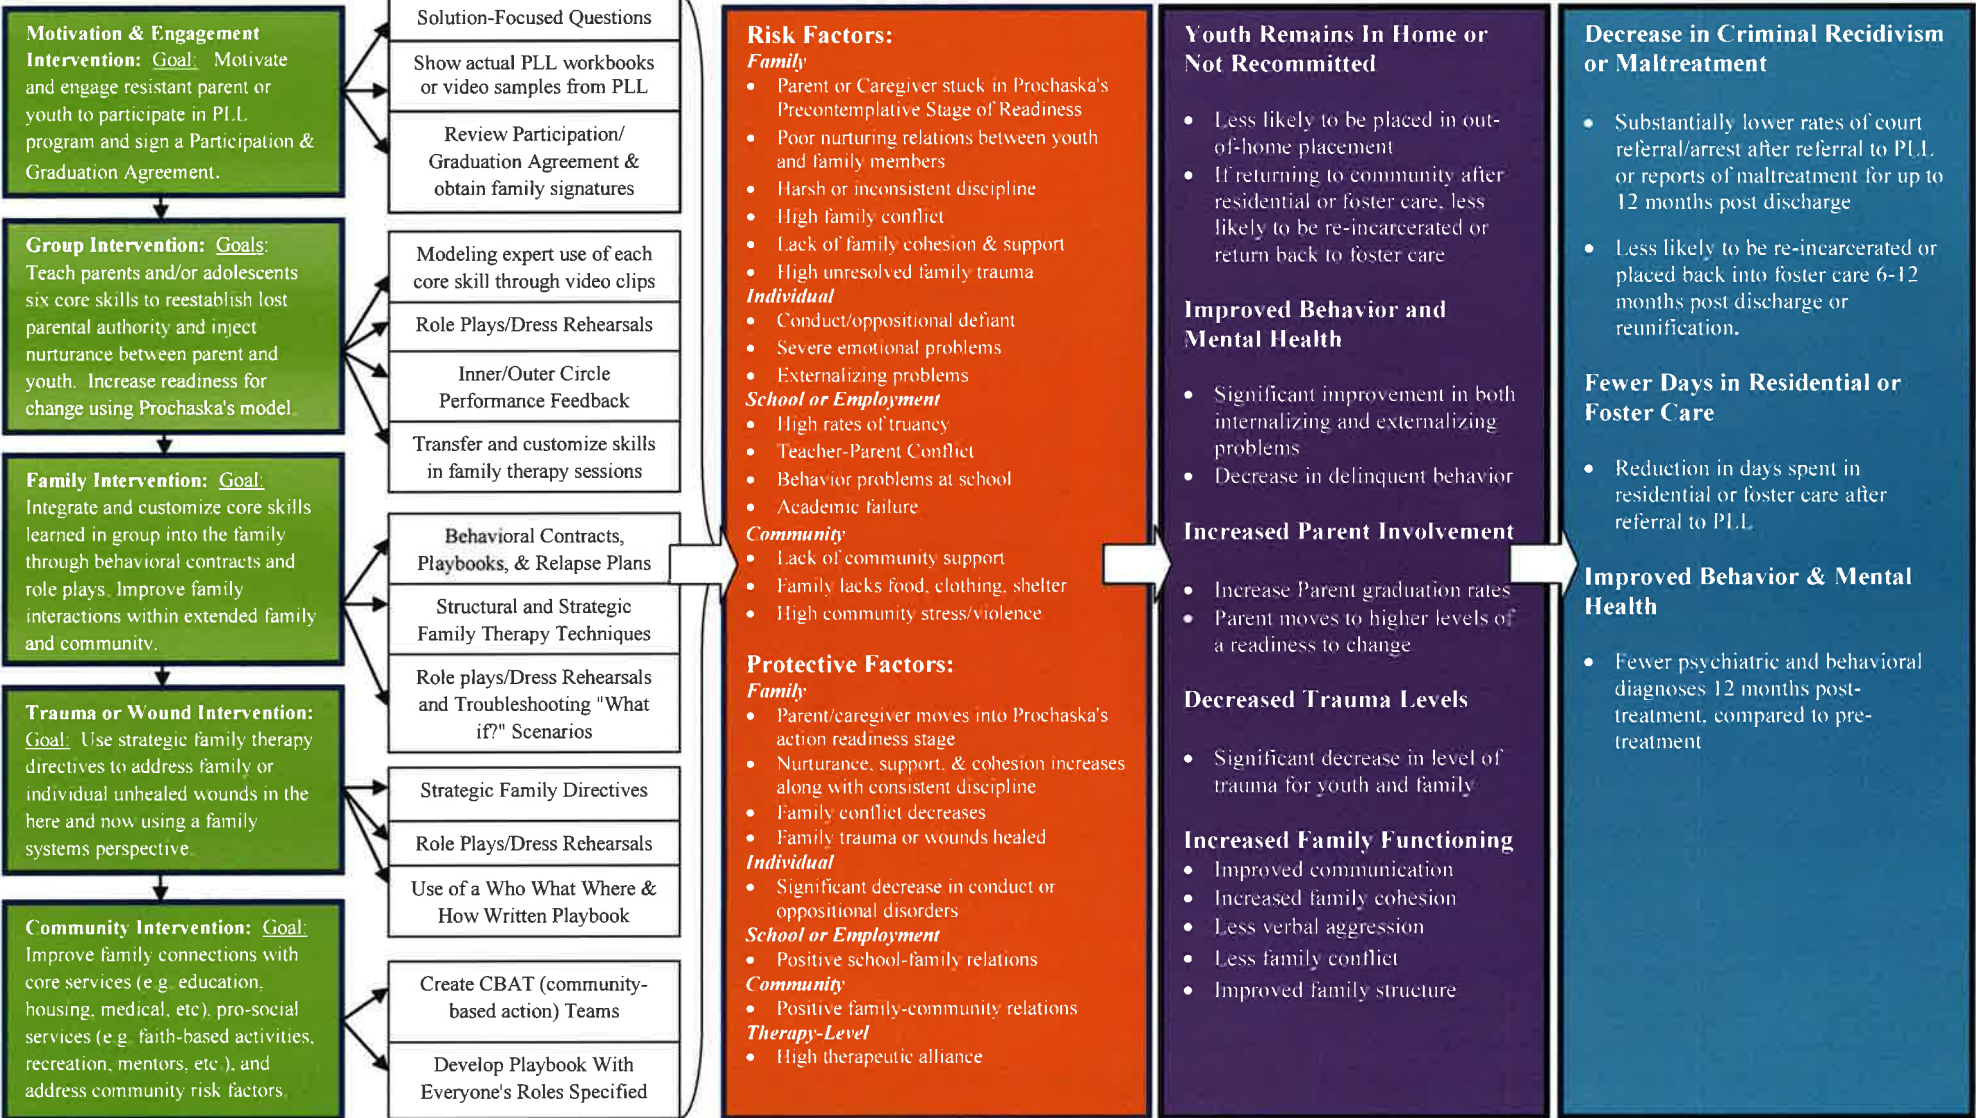 Motivation & Engagement
Intervention: Goal: Motivate
and engage resistant parent or
youth to participate in PLL
program and sign a Participation &
Graduation Agreement.
Group Intervention: Goals:
Teach parents and/or adolescents
six core skills to reestablish lost
parental authority and inject
nurturance between parent and
youth. Increase readiness for
change using Prochaska's model.
Family Intervention: Goal:
Integrate and customize core skills
learned in group into the family
through behavioral contracts and
role plays. Improve family
interactions within extended family
and community.
Trauma or Wound Intervention:
Goal: Use strategic family therapy
directives to address family or
individual unhealed wounds in the
here and now using a family
systems perspective.
Community Intervention: Goal:
Improve family connections with
core services (e.g. education,
housing, medical, etc), pro-social
services (e.g. faith-based activities,
recreation, mentors, etc.), and
address community risk factors.
Solution-Focused Questions
Show actual PLL workbooks
or video samples from PLL
Review Participation/
Graduation Agreement &
obtain family signatures
Modeling expert use of each
core skill through video clips
Role Plays/Dress Rehearsals
Inner/Outer Circle
Performance Feedback
Transfer and customize skills
in family therapy sessions
Behavioral Contracts,
Playbooks, & Relapse Plans
Structural and Strategic
Family Therapy Techniques
Role plays/Dress Rehearsals
and Troubleshooting "What
if?" Scenarios
Strategic Family Directives
Role Plays/Dress Rehearsals
Use of a Who What Where &
How Written Playbook
Create CBAT (community-
based action) Teams
Develop Playbook With
Everyone's Roles Specified
Risk Factors:
Family
• Parent or Caregiver stuck in Prochaska's
Precontemplative Stage of Readiness
• Poor nurturing relations between youth
and family members
• Harsh or inconsistent discipline
• High family conflict
• Lack of family cohesion & support
• High unresolved family trauma
Individual
• Conduct/oppositional defiant
• Severe emotional problems
• Externalizing problems
School or Employment
• High rates of truancy
• Teacher-Parent Conflict
• Behavior problems at school
• Academic failure
Community
• Lack of community support
• Family lacks food, clothing, shelter
• High community stress/violence
Protective Factors:
Family
• Parent/caregiver moves into Prochaska's
action readiness stage
• Nurturance, support, & cohesion increases
along with consistent discipline
• Family conflict decreases
• Family trauma or wounds healed
Individual
• Significant decrease in conduct or
oppositional disorders
School or Employment
• Positive school-family relations
Community
• Positive family-community relations
Therapy-Level
• High therapeutic alliance
Youth Remains In Home or
Not Recommitted
• Less likely to be placed in out-
of-home placement
• If returning to community after
residential or foster care, less
likely to be re-incarcerated or
return back to foster care
Improved Behavior and
Mental Health
• Significant improvement in both
internalizing and externalizing
problems
• Decrease in delinquent behavior
Increased Parent Involvement
• Increase Parent graduation rates
• Parent moves to higher levels of
a readiness to change
Decreased Trauma Levels
• Significant decrease in level of
trauma for youth and family
Increased Family Functioning
• Improved communication
• Increased family cohesion
• Less verbal aggression
• Less family conflict
• Improved family structure
Decrease in Criminal Recidivism
or Maltreatment
• Substantially lower rates of court
referral/arrest after referral to PLL
or reports of maltreatment for up to
12 months post discharge
• Less likely to be re-incarcerated or
placed back into foster care 6-12
months post discharge or
reunification.
Fewer Days in Residential or
Foster Care
• Reduction in days spent in
residential or foster care after
referral to PLL
Improved Behavior & Mental
Health
• Fewer psychiatric and behavioral
diagnoses 12 months post-
treatment, compared to pre-
treatment